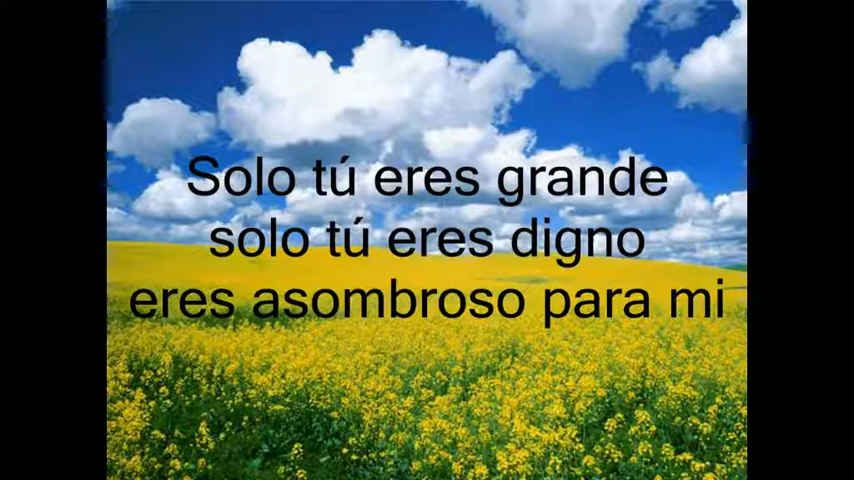 Solo tú eres grande
solo tú eres digno
eres asombroso para mi